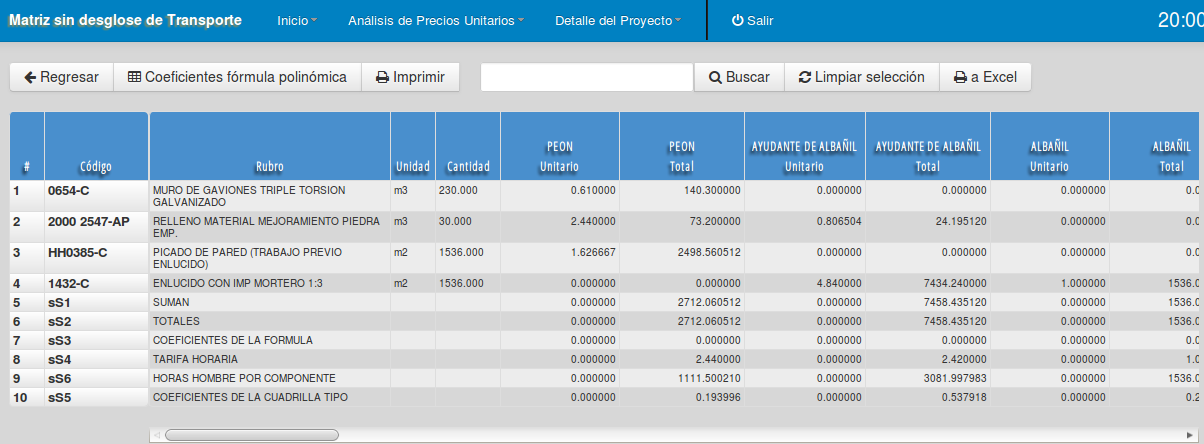 Matriz sin desglose de Transporte Inicio Análisis de Precios Unitarios Detalle del Proyecto Salir 20:00
Regresar Coeficientes fórmula polinómica Imprimir Buscar Limpiar selección a Excel
PEON PEON AYUDANTE DE ALBAÑIL AYUDANTE DE ALBAÑIL ALBAÑIL ALBAÑIL
# Código Rubro Unidad Cantidad Unitario Total Unitario Total Unitario Total
1 0654-C MURO DE GAVIONES TRIPLE TORSION m3 230.000 0.610000 140.300000 0.000000 0.000000 0.000000 0.0
GALVANIZADO
2 2000 2547-AP RELLENO MATERIAL MEJORAMIENTO PIEDRA m3 30.000 2.440000 73.200000 0.806504 24.195120 0.000000 0.0
EMP.
3 HH0385-C PICADO DE PARED (TRABAJO PREVIO m2 1536.000 1.626667 2498.560512 0.000000 0.000000 0.000000 0.0
ENLUCIDO)
4 1432-C ENLUCIDO CON IMP MORTERO 1:3 m2 1536.000 0.000000 0.000000 4.840000 7434.240000 1.000000 1536.0
5 sS1 SUMAN 0.000000 2712.060512 0.000000 7458.435120 0.000000 1536.0
6 sS2 TOTALES 0.000000 2712.060512 0.000000 7458.435120 0.000000 1536.0
7 sS3 COEFICIENTES DE LA FORMULA 0.000000 0.000000 0.000000 0.000000 0.000000 0.0
8 sS4 TARIFA HORARIA 0.000000 2.440000 0.000000 2.420000 0.000000 1.0
9 sS6 HORAS HOMBRE POR COMPONENTE 0.000000 1111.500210 0.000000 3081.997983 0.000000 1536.0
10 sS5 COEFICIENTES DE LA CUADRILLA TIPO 0.000000 0.193996 0.000000 0.537918 0.000000 0.2